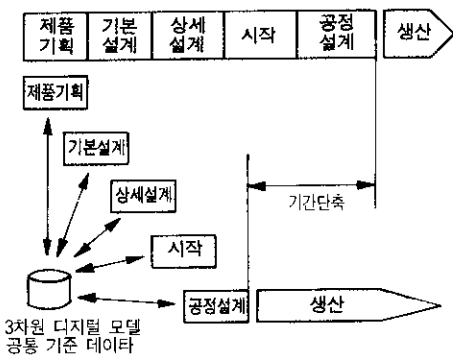 제품
기획
기본
설계
상세
설계
시작
공정
설계
생산
제품기획
기본설계
상세설계
기간단축
시작
공정설계
생산
3차원 디지털 모델
공통 기준 데이타